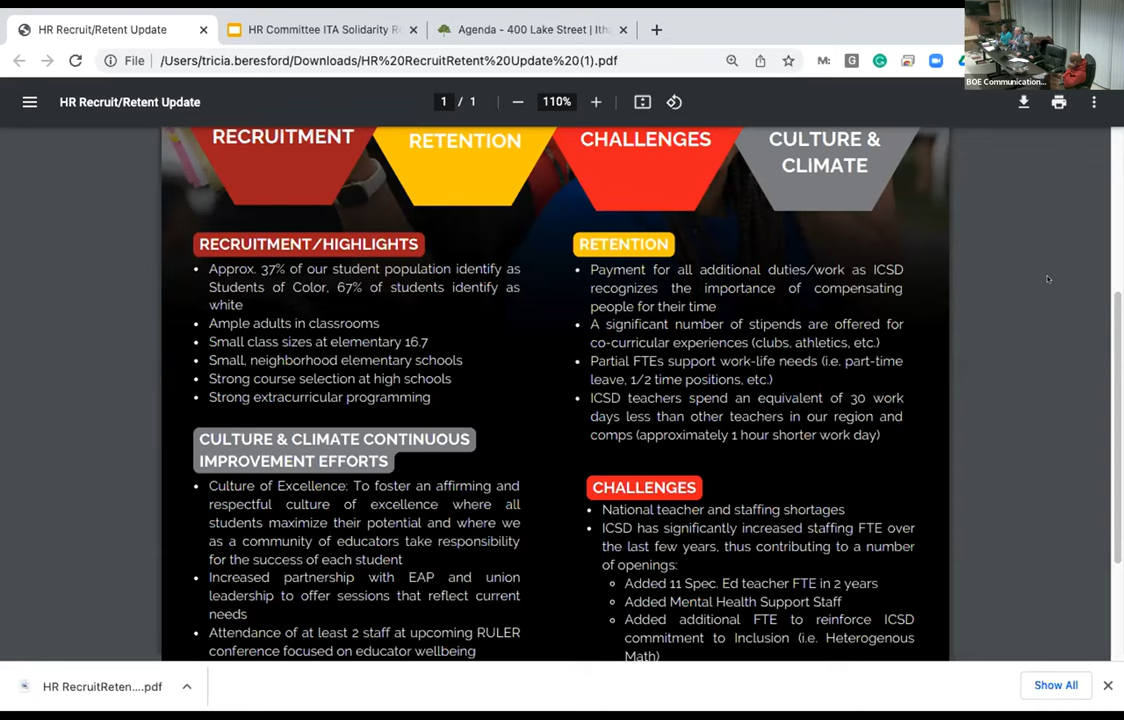 HR Recruit/Retent Update
HR Committee ITA Solidarity R
Agenda - 400 Lake Street | Itha
File
/Users/tricia.beresford/Downloads/HR%20RecruitRetent%20Update%20(1).pdf
M:
G
BOE Communication...
HR Recruit/Retent Update
1 / 1
110%
RECRUITMENT
RETENTION
CHALLENGES
CULTURE &
CLIMATE
RECRUITMENT/HIGHLIGHTS
• Approx. 37% of our student population identify as
Students of Color, 67% of students identify as
white
• Ample adults in classrooms
• Small class sizes at elementary 16.7
• Small, neighborhood elementary schools
• Strong course selection at high schools
• Strong extracurricular programming
CULTURE & CLIMATE CONTINUOUS
IMPROVEMENT EFFORTS
• Culture of Excellence: To foster an affirming and
respectful culture of excellence where all
students maximize their potential and where we
as a community of educators take responsibility
for the success of each student
• Increased partnership with EAP and union
leadership to offer sessions that reflect current
needs
• Attendance of at least 2 staff at upcoming RULER
conference focused on educator wellbeing
RETENTION
• Payment for all additional duties/work as ICSD
recognizes the importance of compensating
people for their time
• A significant number of stipends are offered for
co-curricular experiences (clubs, athletics, etc.)
• Partial FTEs support work-life needs (i.e. part-time
leave, 1/2 time positions, etc.)
• ICSD teachers spend an equivalent of 30 work
days less than other teachers in our region and
comps (approximately 1 hour shorter work day)
CHALLENGES
• National teacher and staffing shortages
• ICSD has significantly increased staffing FTE over
the last few years, thus contributing to a number
of openings:
◦ Added 11 Spec. Ed teacher FTE in 2 years
◦ Added Mental Health Support Staff
◦ Added additional FTE to reinforce ICSD
commitment to Inclusion (i.e. Heterogenous
Math)
HR RecruitReten....pdf
Show All